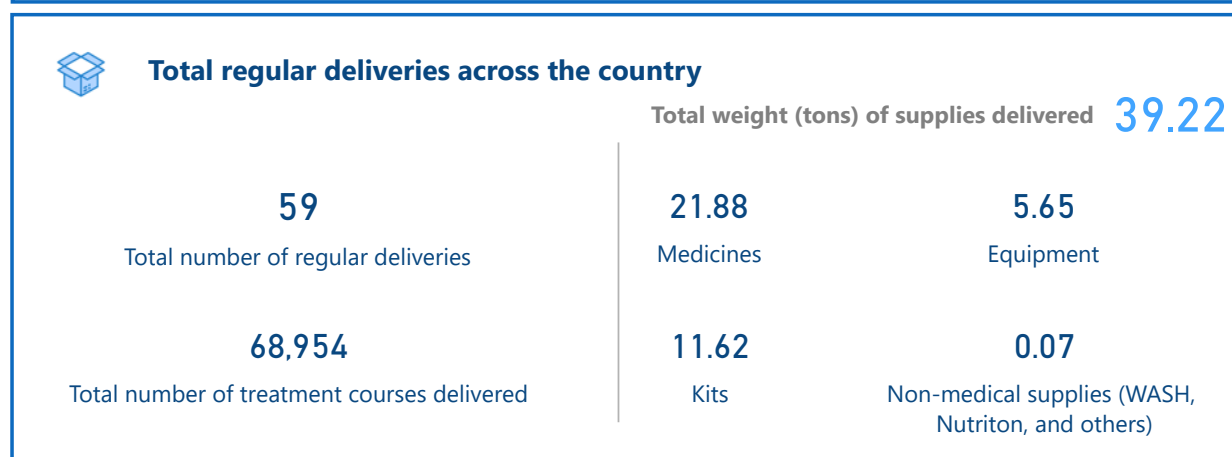 Total regular deliveries across the country
Total weight (tons) of supplies delivered 39.22
59
Total number of regular deliveries
68,954
Total number of treatment courses delivered
21.88
Medicines
5.65
Equipment
11.62
Kits
0.07
Non-medical supplies (WASH,
Nutriton, and others)